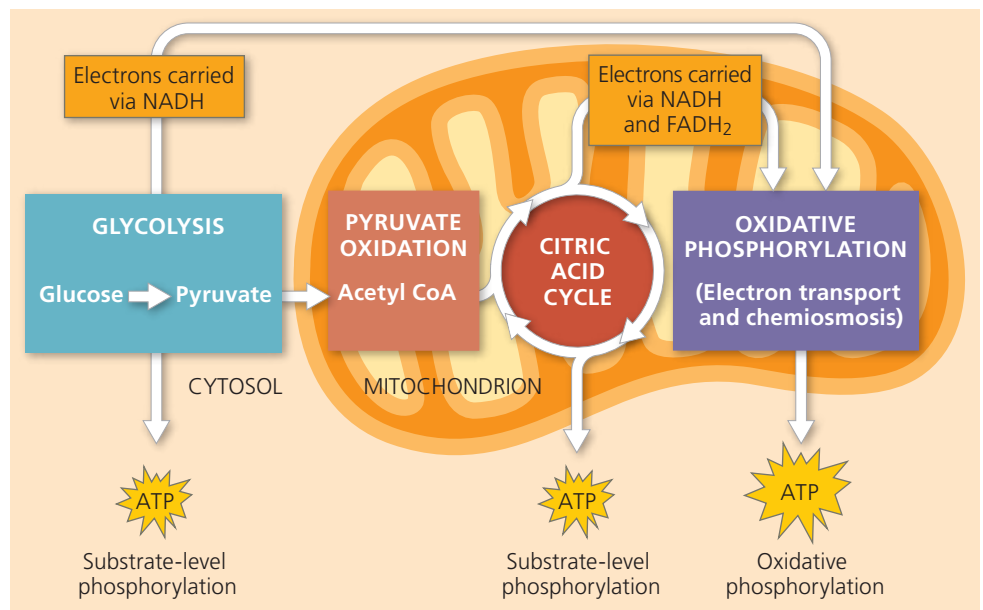 Electrons carried
via NADH
Electrons carried
via NADH
and FADH₂
GLYCOLYSIS
Glucose
Pyruvate
PYRUVATE
OXIDATION
Acetyl CoA
CITRIC
ACID
CYCLE
OXIDATIVE
PHOSPHORYLATION
(Electron transport
and chemiosmosis)
CYTOSOL
MITOCHONDRION
ATP
ATP
ATP
Substrate-level
phosphorylation
Substrate-level
phosphorylation
Oxidative
phosphorylation